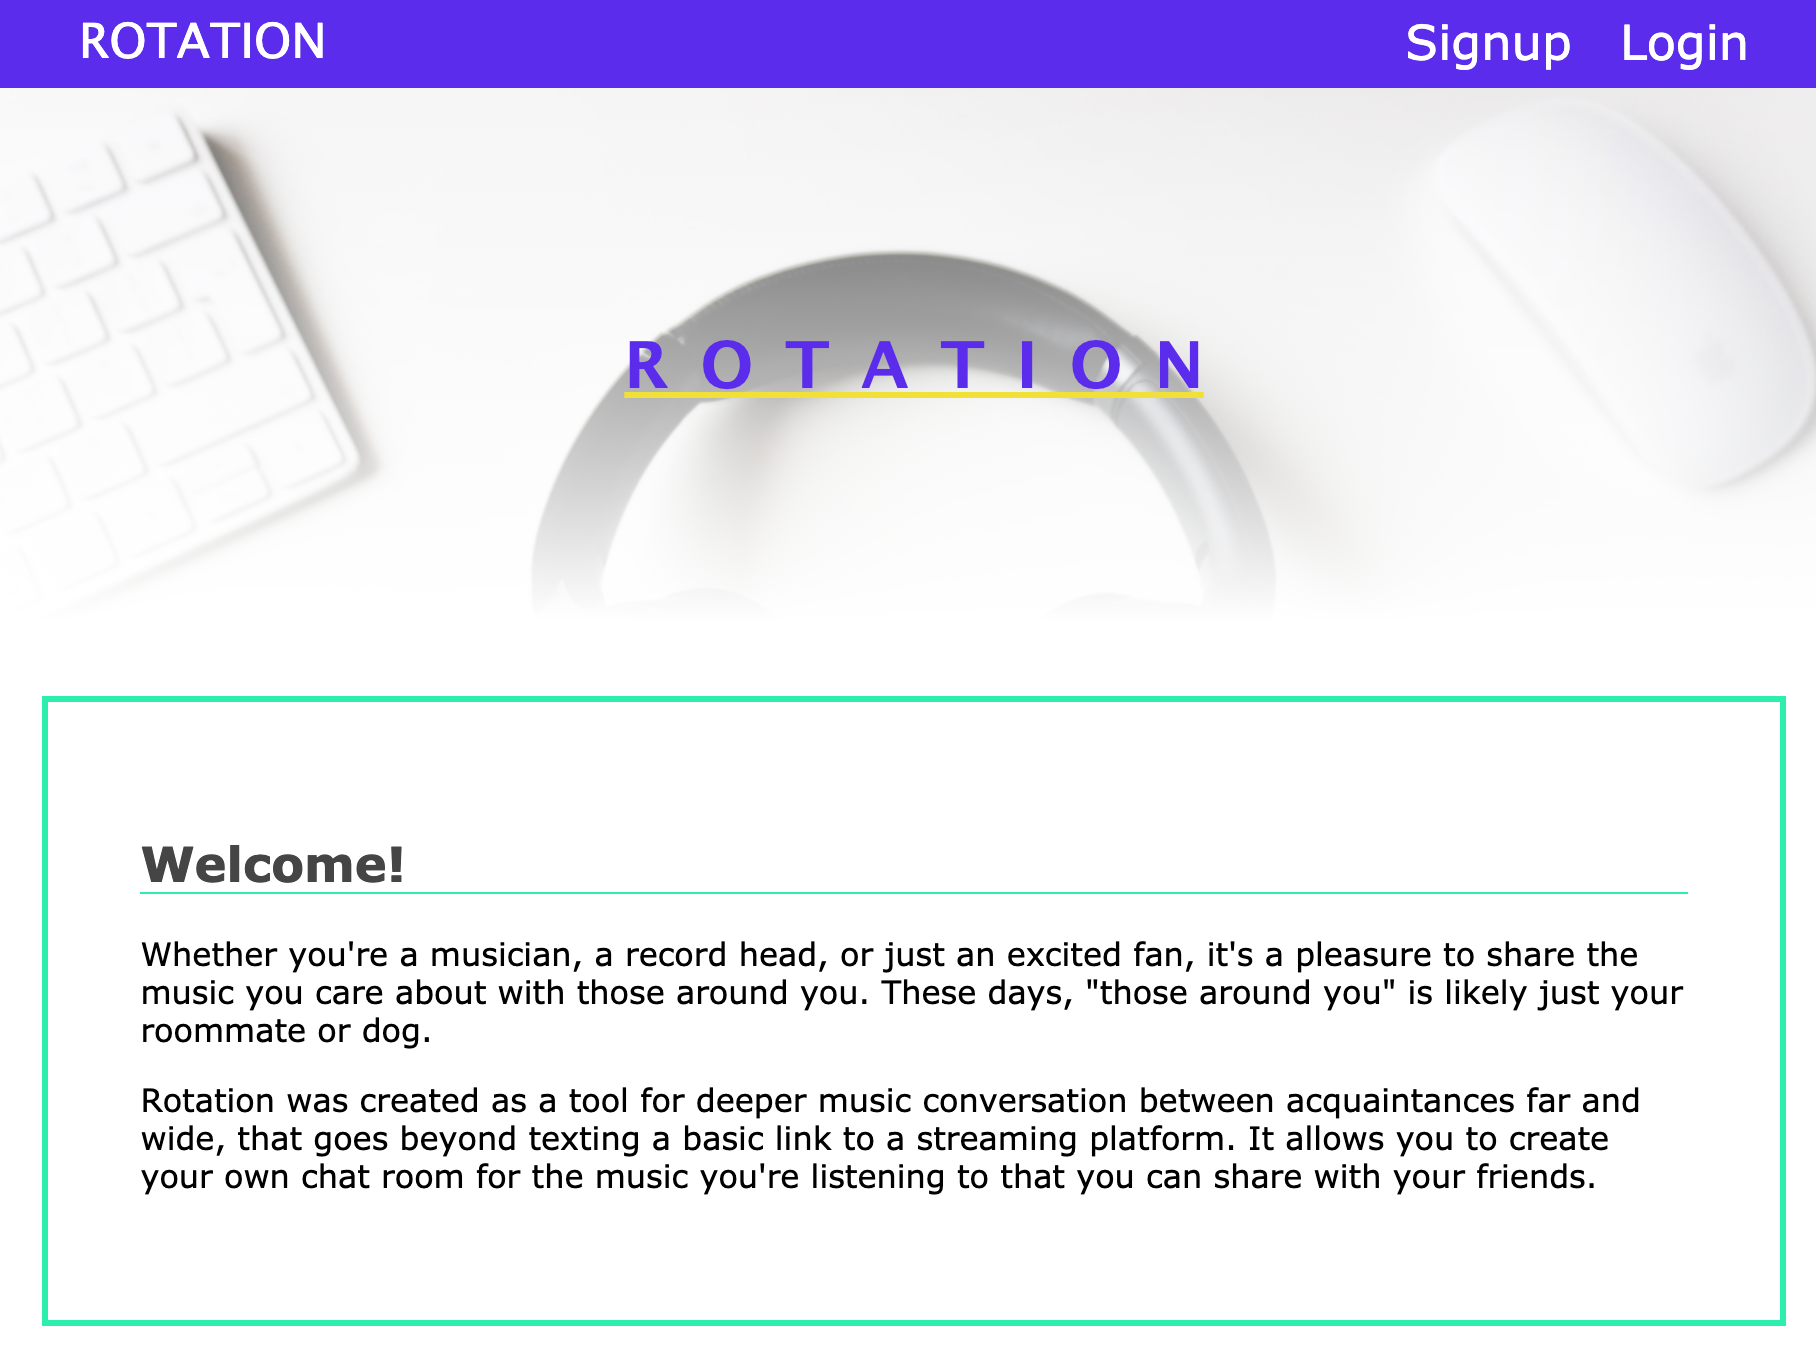 ROTATION
Signup Login
ROTATION
Welcome!
Whether you're a musician, a record head, or just an excited fan, it's a pleasure to share the
music you care about with those around you. These days, "those around you" is likely just your
roommate or dog.
Rotation was created as a tool for deeper music conversation between acquaintances far and
wide, that goes beyond texting a basic link to a streaming platform. It allows you to create
your own chat room for the music you're listening to that you can share with your friends.